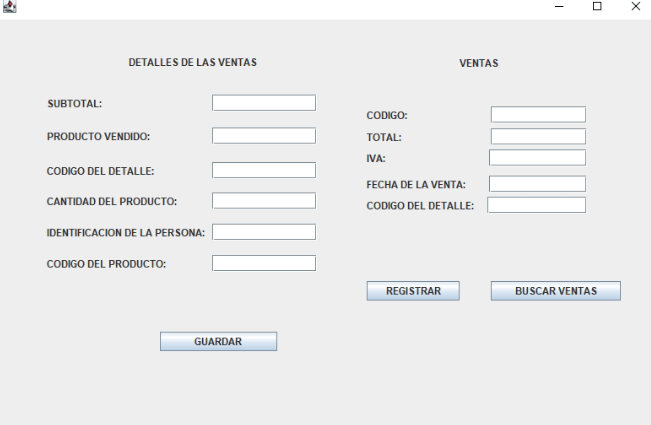 DETALLES DE LAS VENTAS
SUBTOTAL:
PRODUCTO VENDIDO:
CODIGO DEL DETALLE:
CANTIDAD DEL PRODUCTO:
IDENTIFICACION DE LA PERSONA:
CODIGO DEL PRODUCTO:
GUARDAR
VENTAS
CODIGO:
TOTAL:
IVA:
FECHA DE LA VENTA:
CODIGO DEL DETALLE:
REGISTRAR
BUSCAR VENTAS